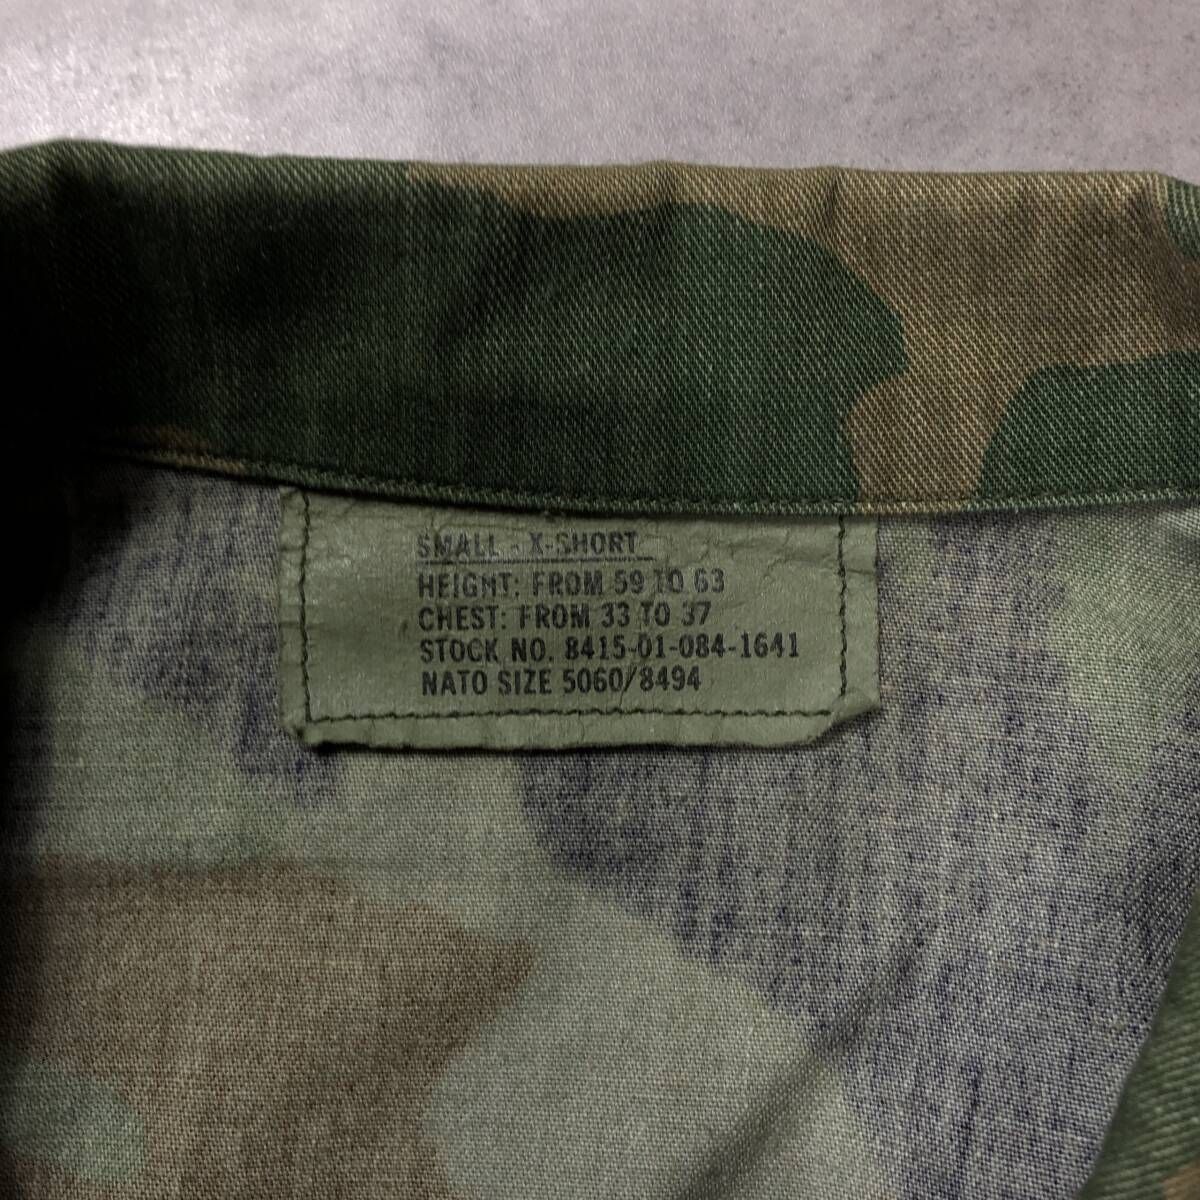 SMALL - X-SHORT
HEIGHT: FROM 59 TO 63
CHEST: FROM 33 TO 37
STOCK NO. 8415-01-084-1641
NATO SIZE 5060/8494